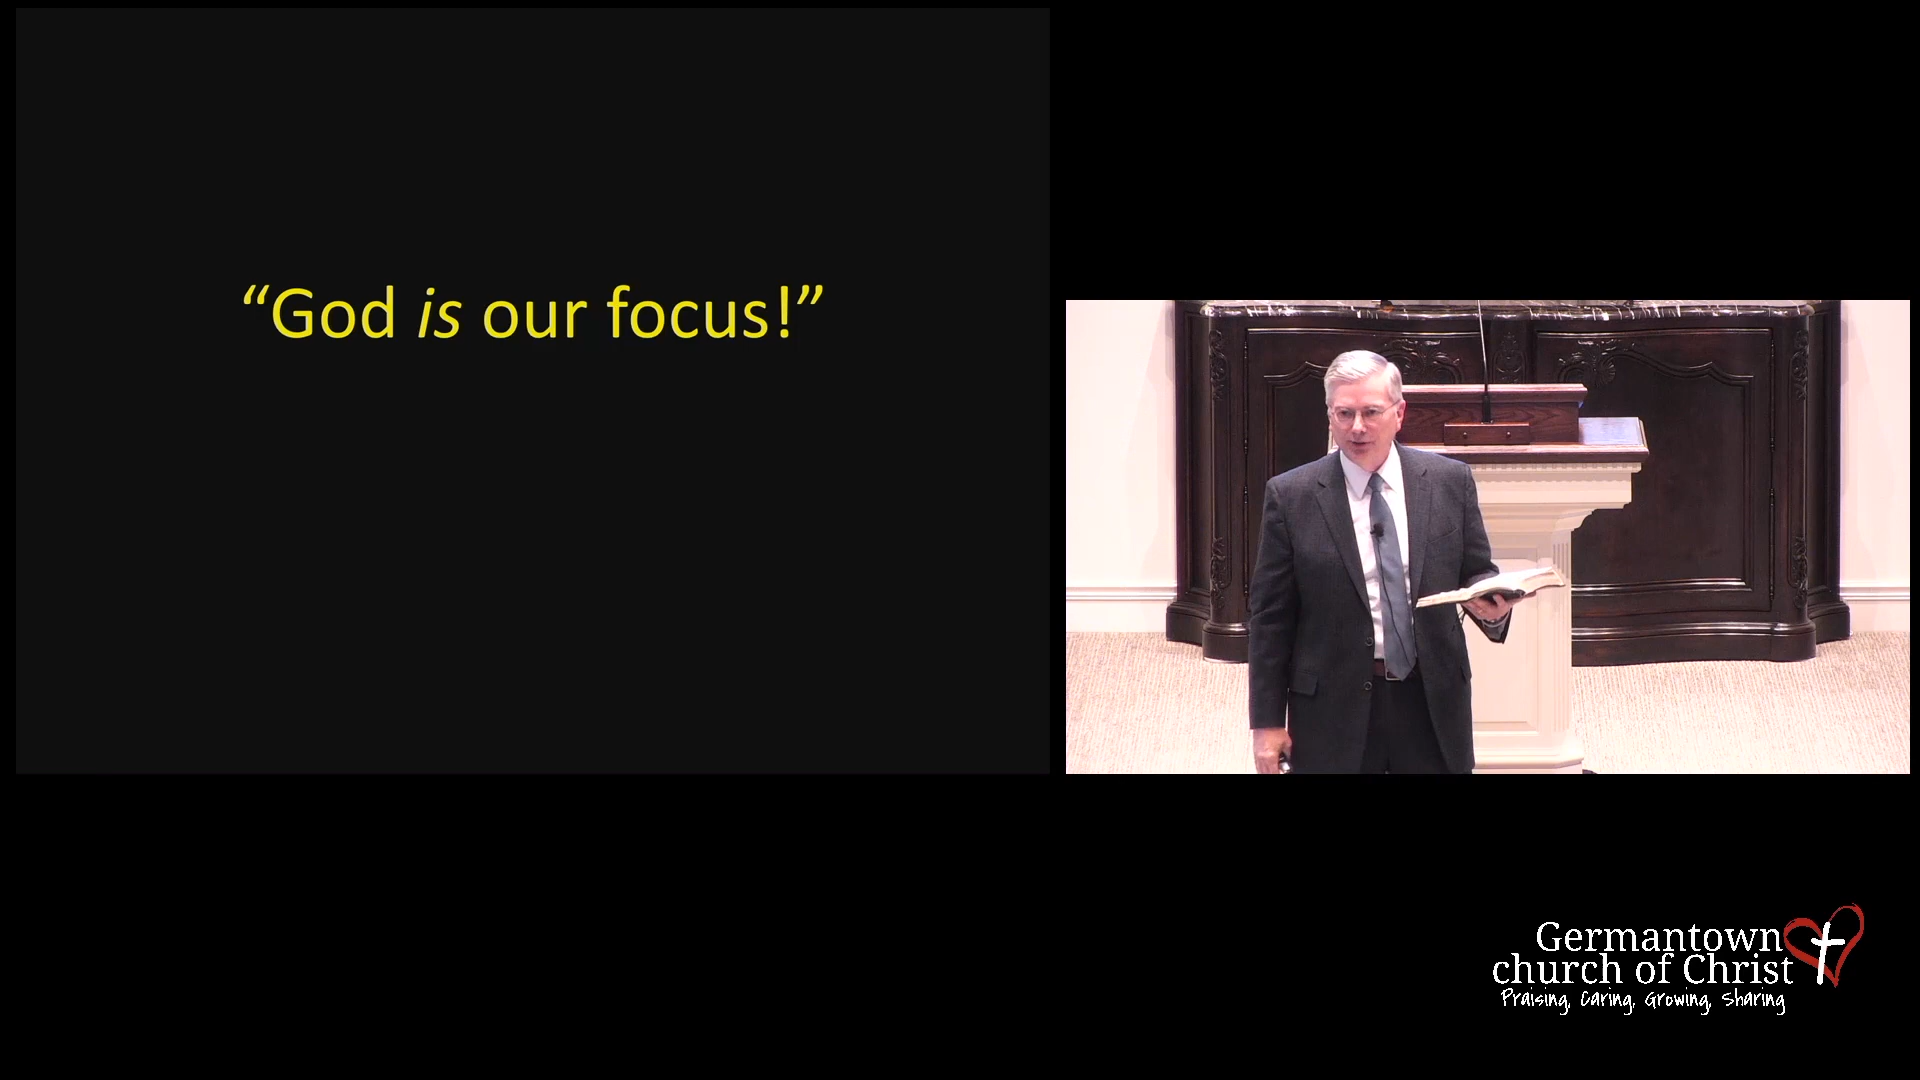 “God is our focus!”
Germantown
church of Christ
Praising, Caring, Growing, Sharing